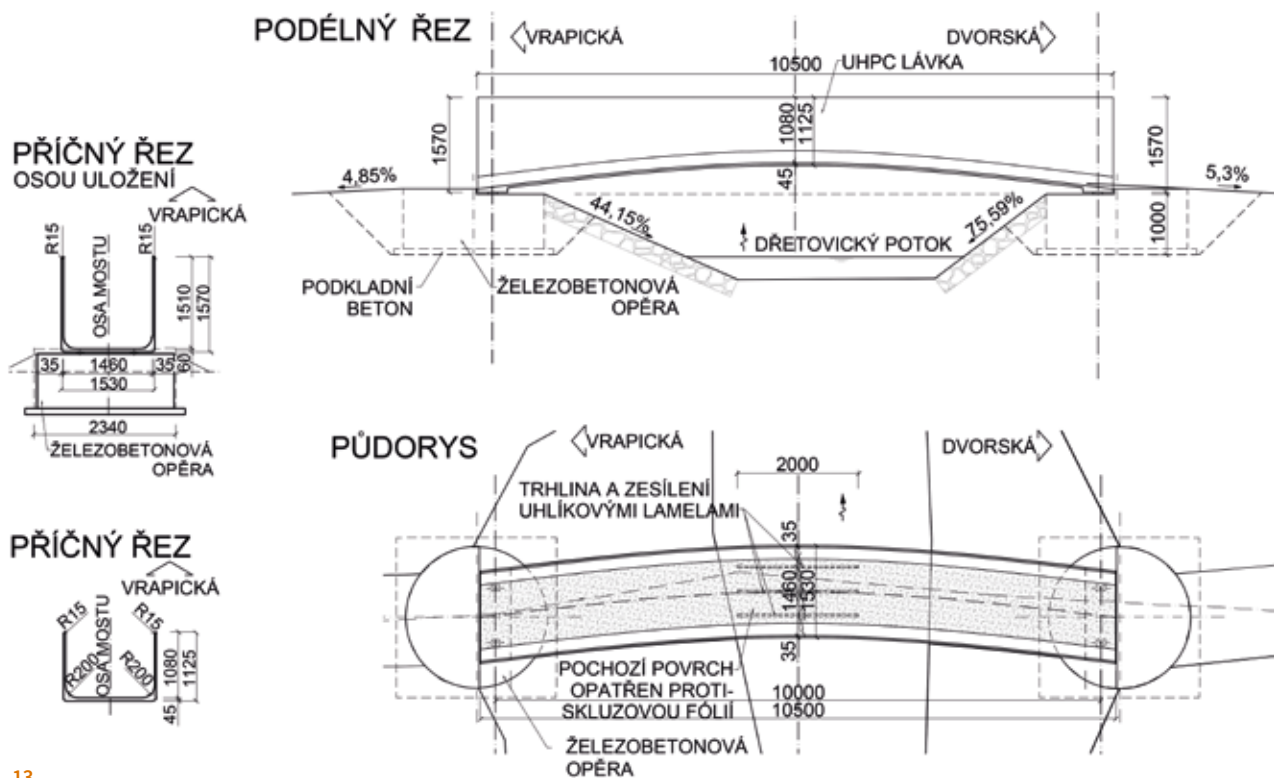 PODÉLNÝ ŘEZ
VRAPICKÁ
DVORSKÁ
10500
UHPC LÁVKA
1570
1080
1125
1570
45
4,85%
5,3%
44,15%
75,59%
1000
DŘETOVICKÝ POTOK
PODKLADNÍ
BETON
ŽELEZOBETONOVÁ
OPĚRA
PŘÍČNÝ ŘEZ
OSOU ULOŽENÍ
VRAPICKÁ
R15
OSA MOSTU
R15
1510
1570
60
35
1460
35
1530
2340
ŽELEZOBETONOVÁ
OPĚRA
PŘÍČNÝ ŘEZ
VRAPICKÁ
R15
OSA MOSTU
R15
R200
R200
1080
1125
45
PŮDORYS
VRAPICKÁ
DVORSKÁ
2000
TRHLINA A ZESÍLENÍ
UHLÍKOVÝMI LAMELAMI
35
1460
1530
35
POCHOZÍ POVRCH
OPATŘEN PROTI-
SKLUZOVOU FÓLIÍ
10000
10500
ŽELEZOBETONOVÁ
OPĚRA
13